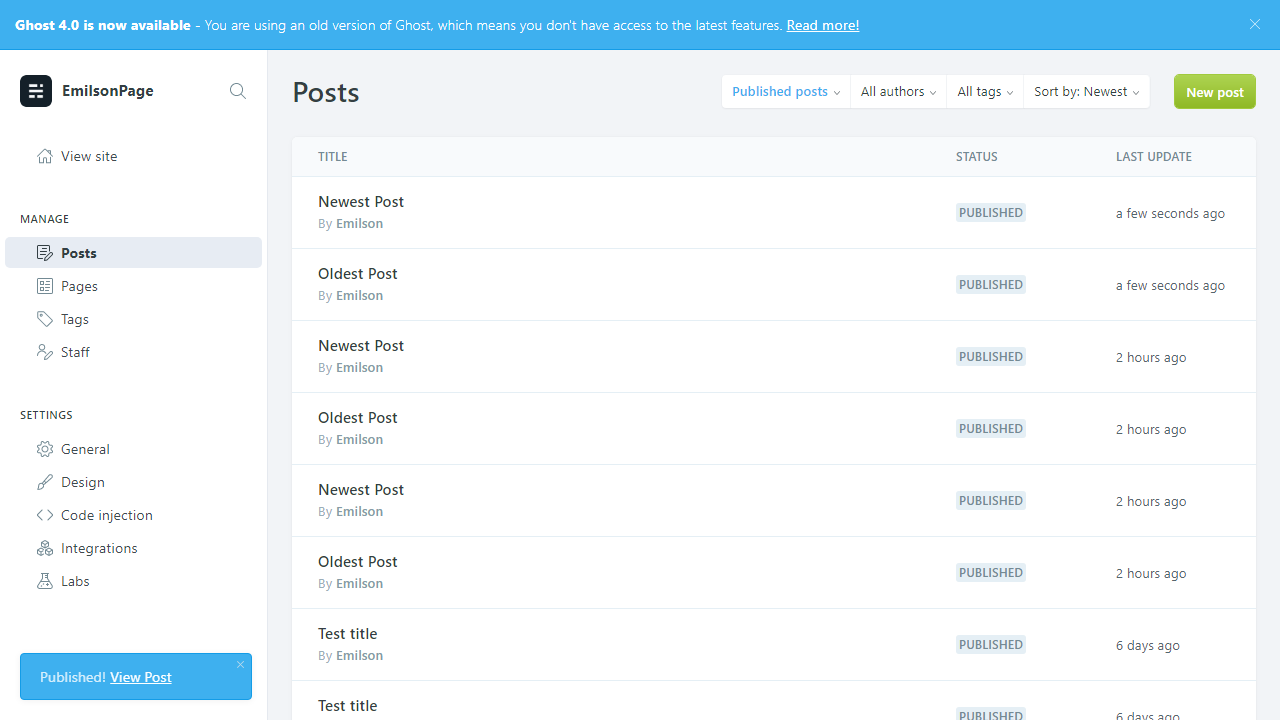 Ghost 4.0 is now available - You are using an old version of Ghost, which means you don't have access to the latest features. Read more!
EmilsonPage
View site
MANAGE
Posts
Pages
Tags
Staff
SETTINGS
General
Design
Code injection
Integrations
Labs
Published! View Post
Posts
Published posts All authors All tags Sort by: Newest
New post
TITLE STATUS LAST UPDATE
Newest Post
By Emilson
PUBLISHED a few seconds ago
Oldest Post
By Emilson
PUBLISHED a few seconds ago
Newest Post
By Emilson
PUBLISHED 2 hours ago
Oldest Post
By Emilson
PUBLISHED 2 hours ago
Newest Post
By Emilson
PUBLISHED 2 hours ago
Oldest Post
By Emilson
PUBLISHED 2 hours ago
Test title
By Emilson
PUBLISHED 6 days ago
Test title
PUBLISHED 6 days ago